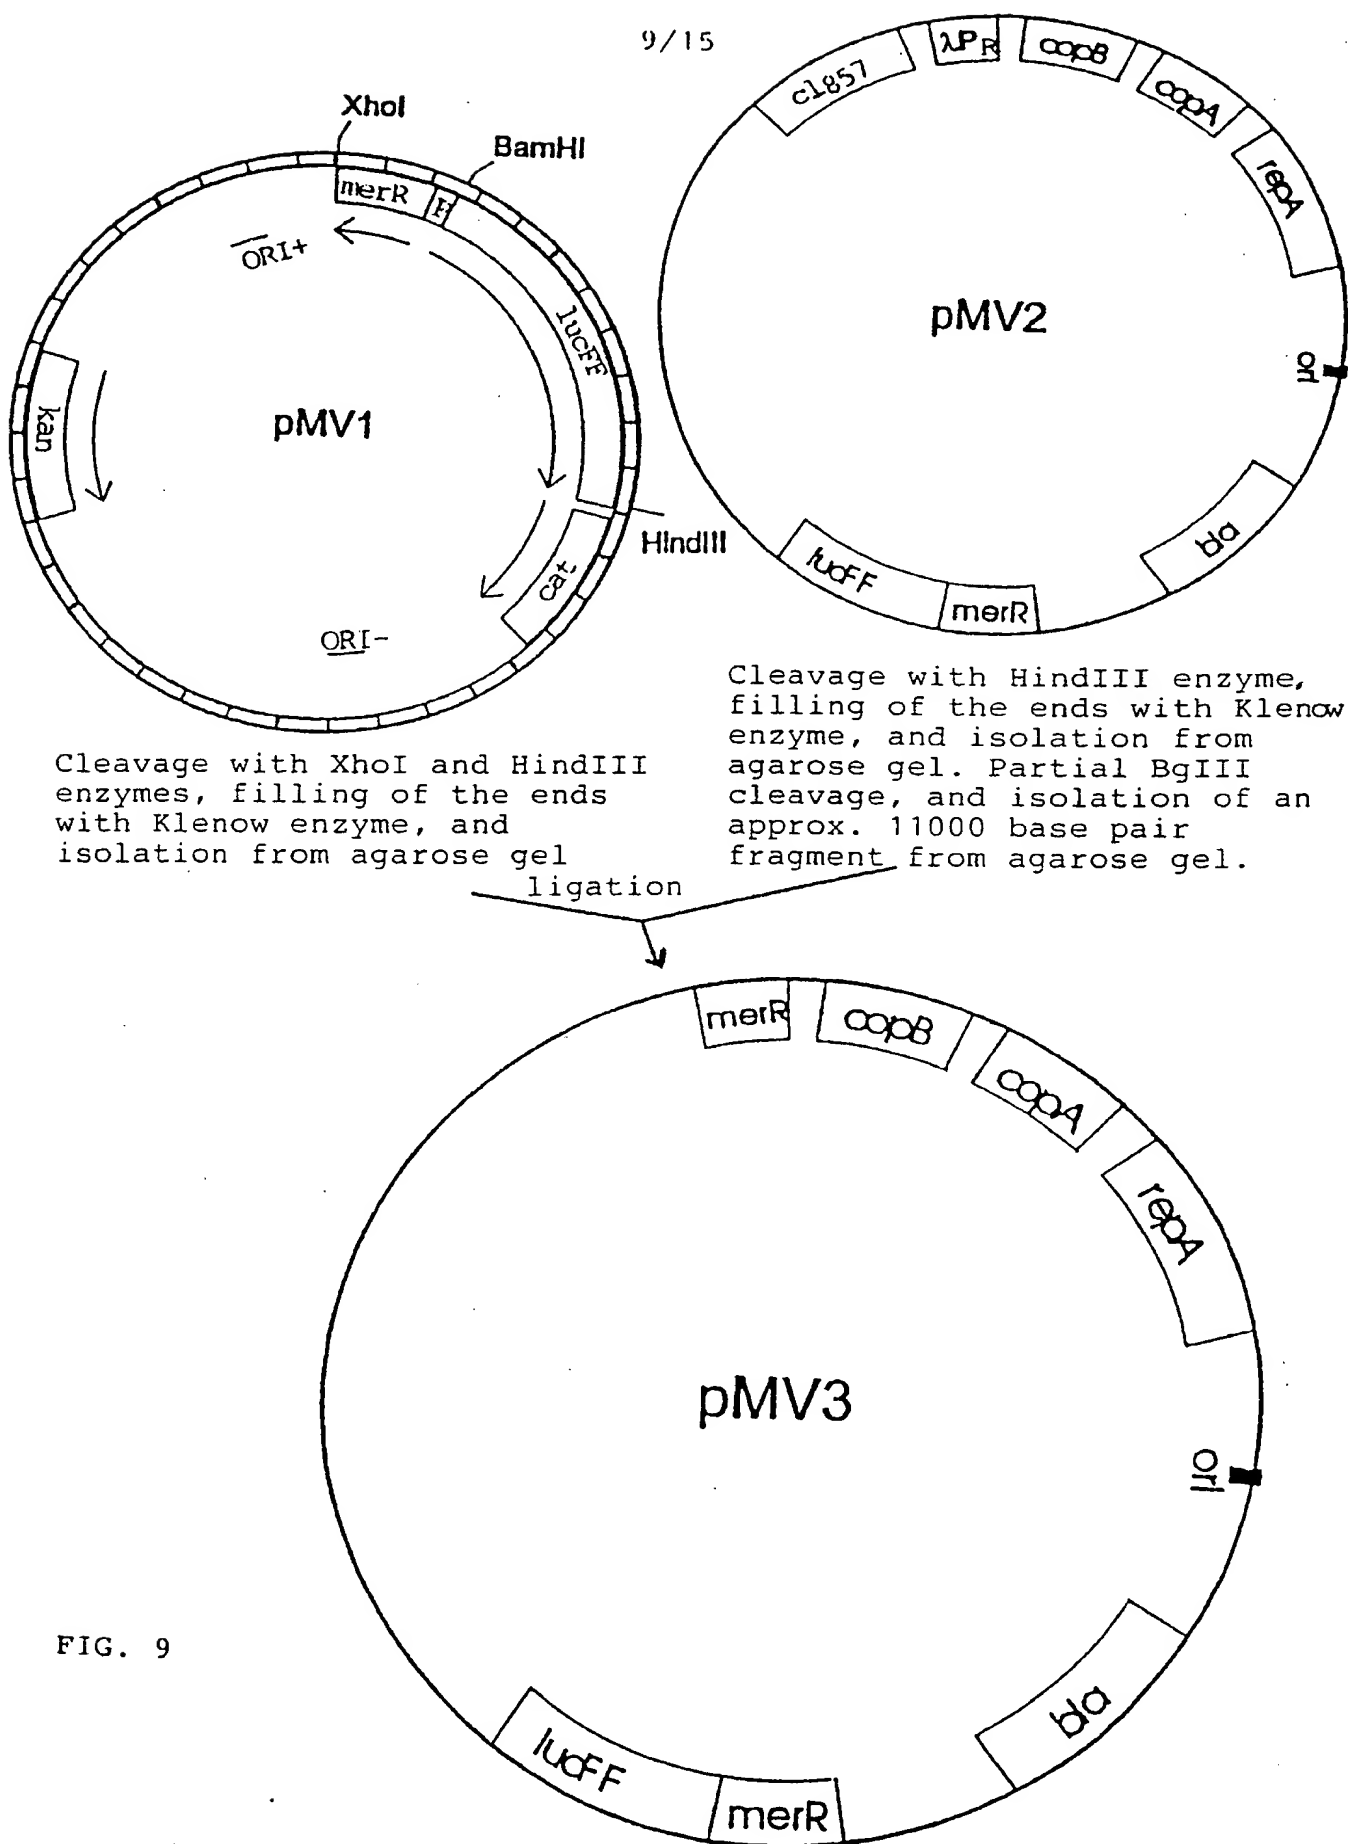 9/15
XhoI
BamHI
merR
P
lucFF
ORI+
kan
pMV1
HindIII
cat
ORI-
cI857
λPR
copB
copA
repA
pMV2
ori
bla
lucFF
merR
Cleavage with XhoI and HindIII
enzymes, filling of the ends
with Klenow enzyme, and
isolation from agarose gel
Cleavage with HindIII enzyme,
filling of the ends with Klenow
enzyme, and isolation from
agarose gel. Partial BglII
cleavage, and isolation of an
approx. 11000 base pair
fragment from agarose gel.
ligation
merR
copB
copA
repA
pMV3
ori
bla
lucFF
merR
FIG. 9